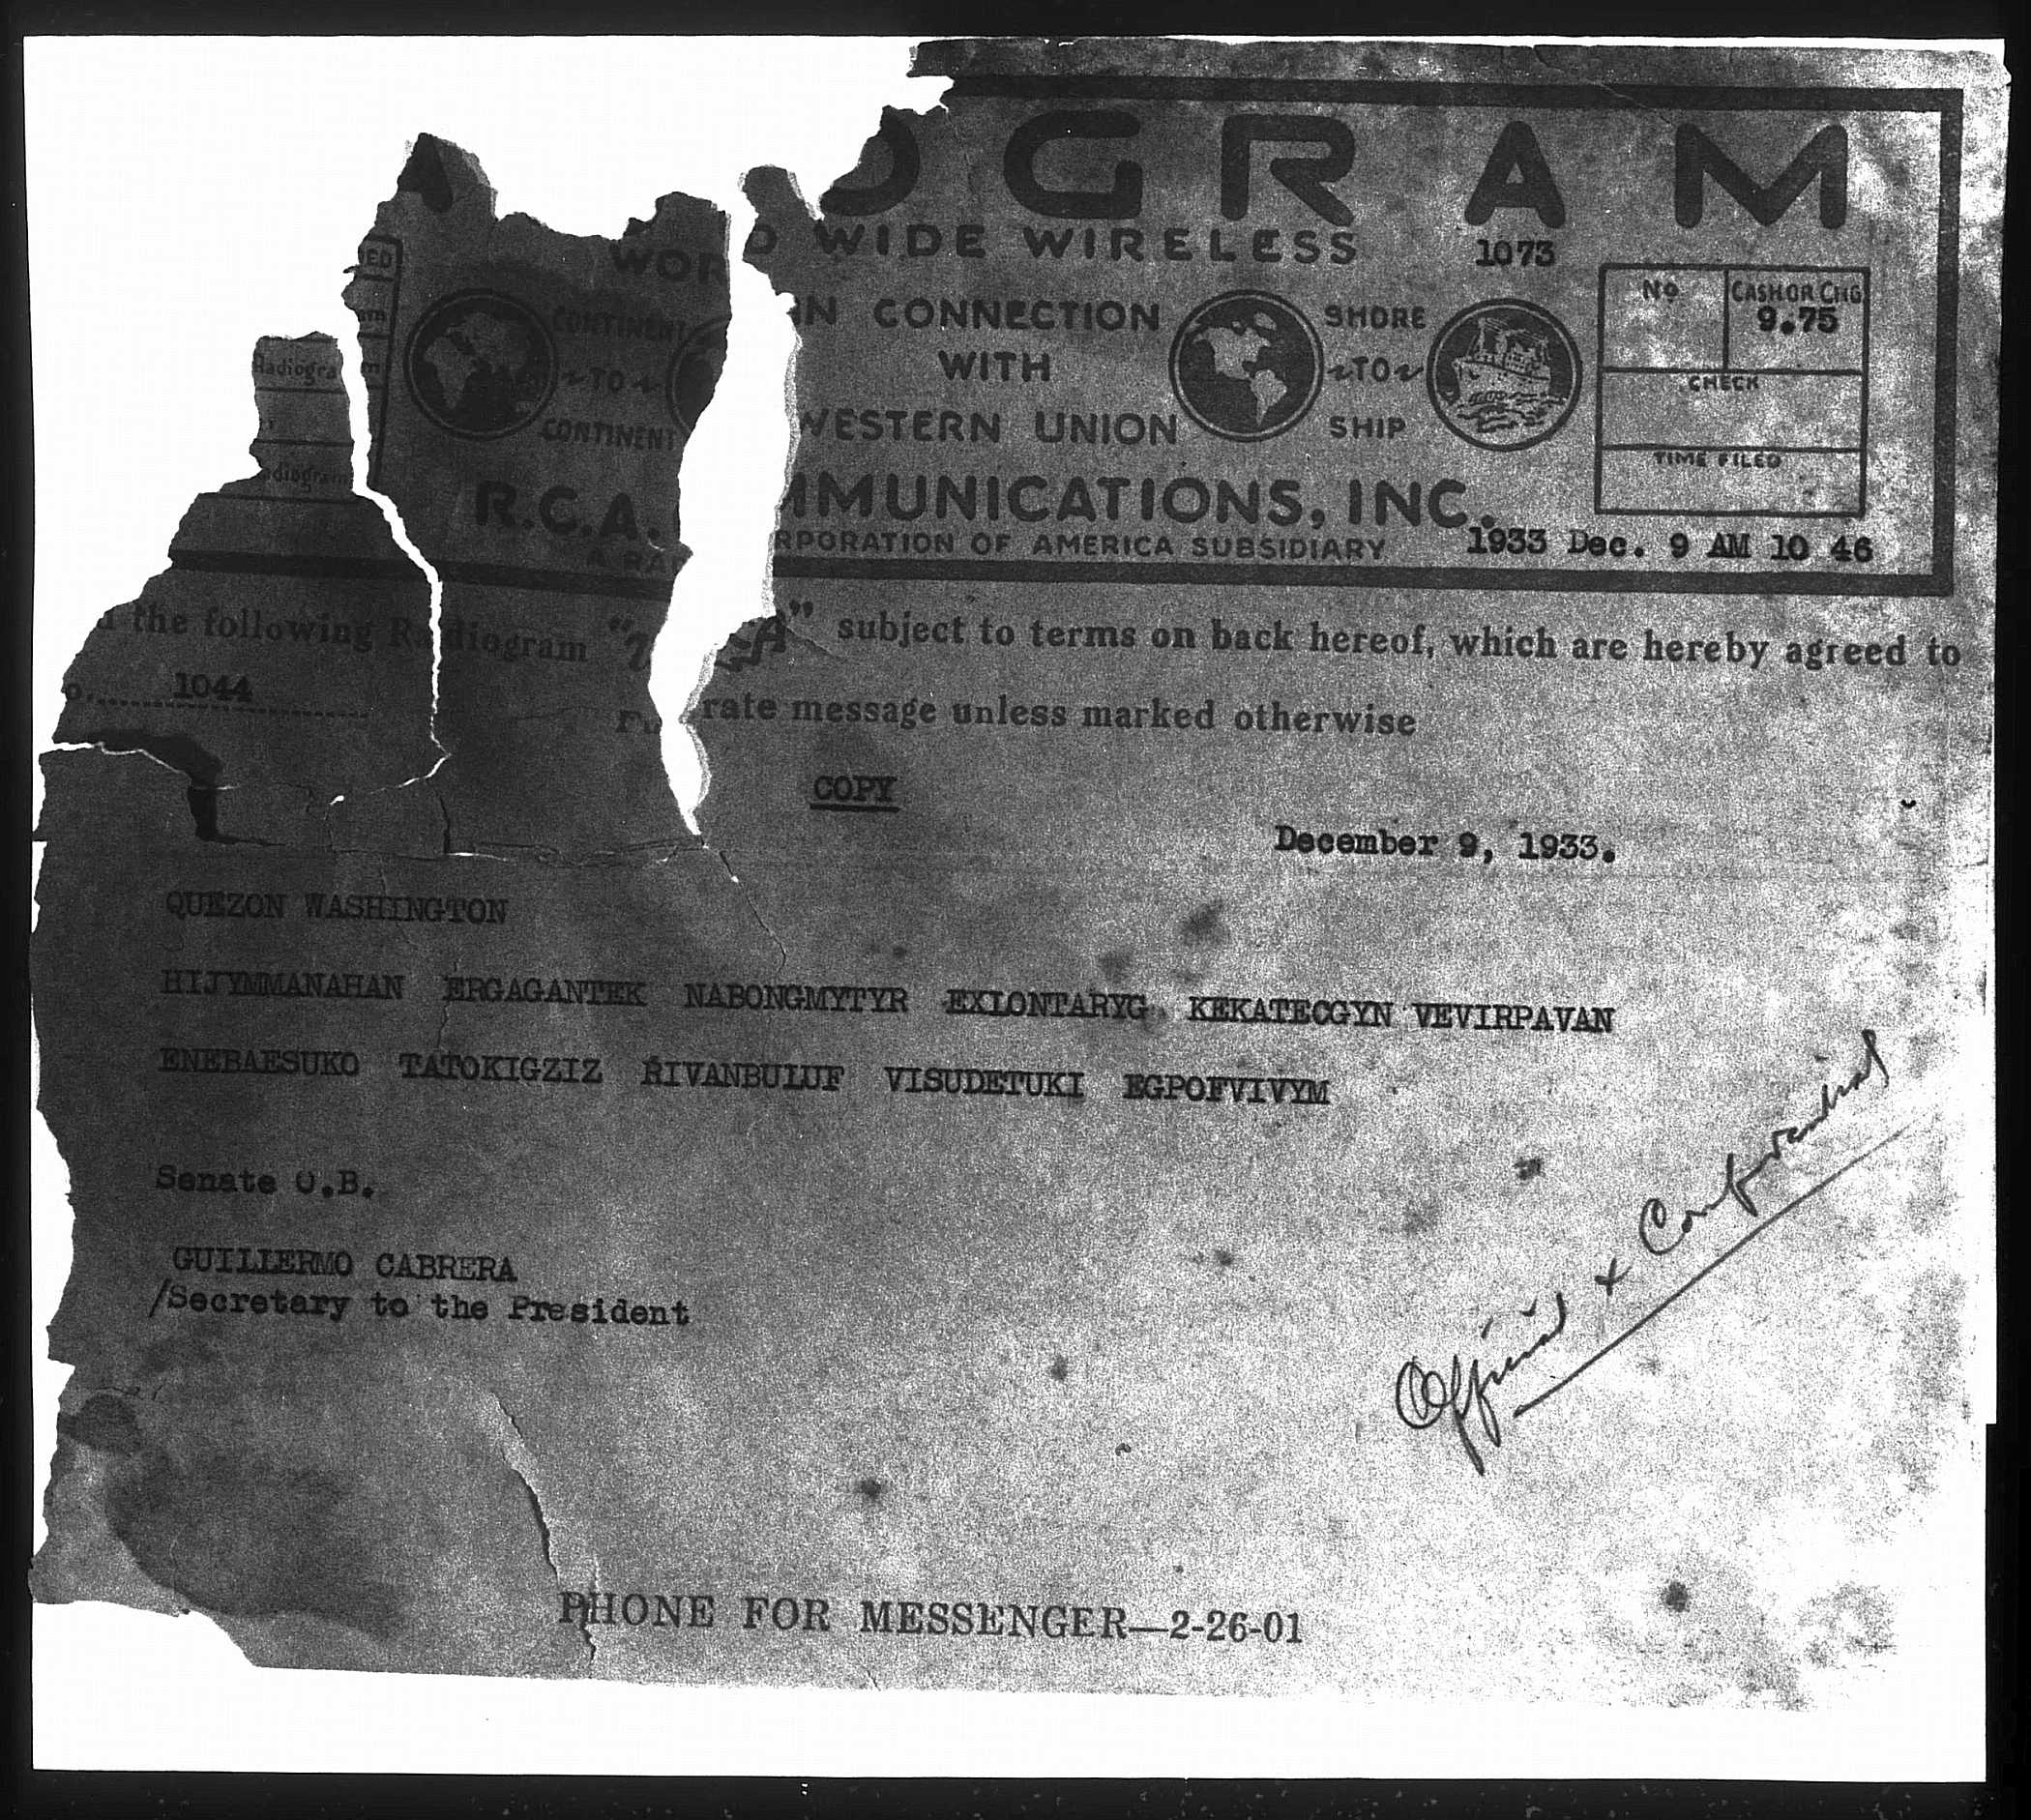 OGRAM
WIDE WIRELESS 1073
CONTINENT TO CONTINENT
IN CONNECTION WITH WESTERN UNION
SHORE TO SHIP
No. CASH OR CHG
9.75
CHECK
TIME FILED
R.C.A. MMUNICATIONS, INC.
RPORATION OF AMERICA SUBSIDIARY 1933 Dec. 9 AM 10 46
the following Radiogram subject to terms on back hereof, which are hereby agreed to
1044
rate message unless marked otherwise
COPY
December 9, 1933.
QUEZON WASHINGTON
HIJYMMANAHAN ERGAGANTEK NABONGMYTYR EXLONTARYG KEKATECGYN VEVIRPAVAN
ENEBAESUKO TATOKIGZIZ RIVANBULUF VISUDETUKI EGPOFVIVYM
Senate O.B.
GUILLERMO CABRERA
/Secretary to the President
Official & Confidential
PHONE FOR MESSENGER—2-26-01